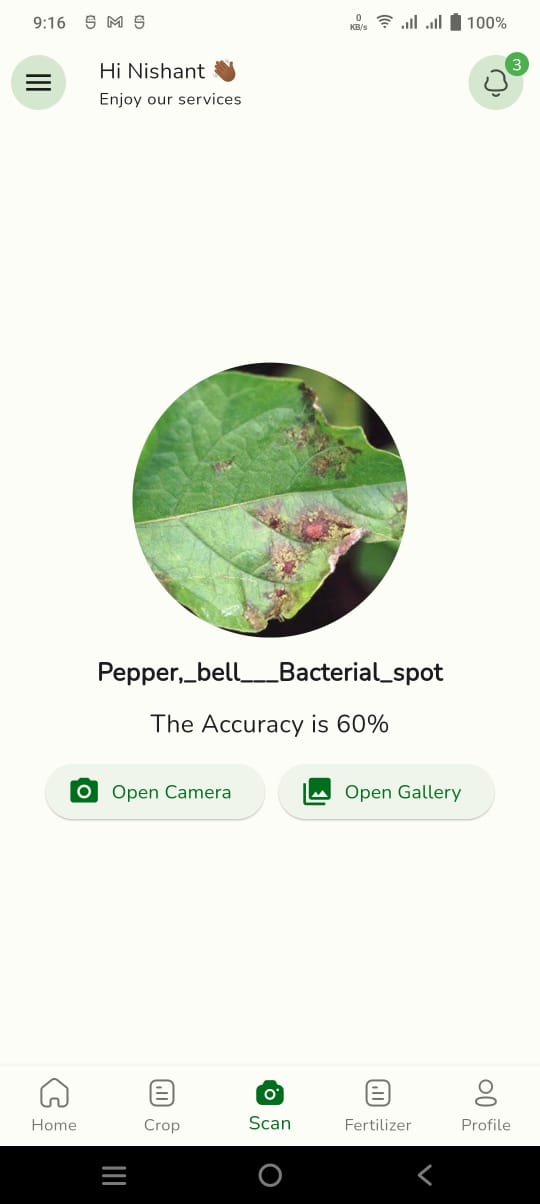 9:16
0
KB/s
100%
Hi Nishant 👋🏾
3
Enjoy our services
Pepper,_bell___Bacterial_spot
The Accuracy is 60%
Open Camera
Open Gallery
Home
Crop
Scan
Fertilizer
Profile